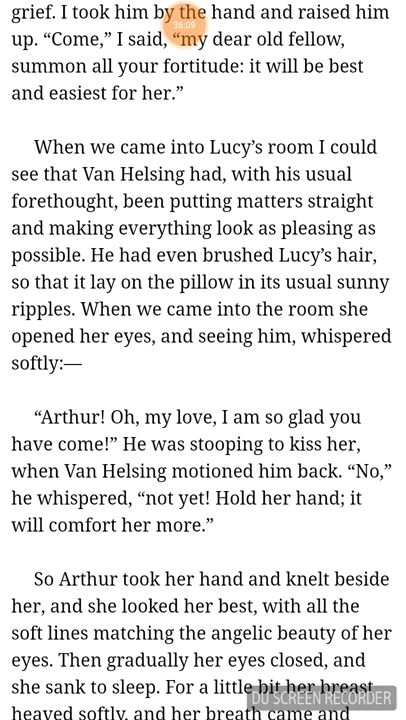 grief. I took him by the hand and raised him
36:09
up. “Come,” I said, “my dear old fellow,
summon all your fortitude: it will be best
and easiest for her.”
When we came into Lucy’s room I could
see that Van Helsing had, with his usual
forethought, been putting matters straight
and making everything look as pleasing as
possible. He had even brushed Lucy’s hair,
so that it lay on the pillow in its usual sunny
ripples. When we came into the room she
opened her eyes, and seeing him, whispered
softly:—
“Arthur! Oh, my love, I am so glad you
have come!” He was stooping to kiss her,
when Van Helsing motioned him back. “No,”
he whispered, “not yet! Hold her hand; it
will comfort her more.”
So Arthur took her hand and knelt beside
her, and she looked her best, with all the
soft lines matching the angelic beauty of her
eyes. Then gradually her eyes closed, and
she sank to sleep. For a little bit her breast
heaved softly, and her breath came and
DU SCREEN RECORDER